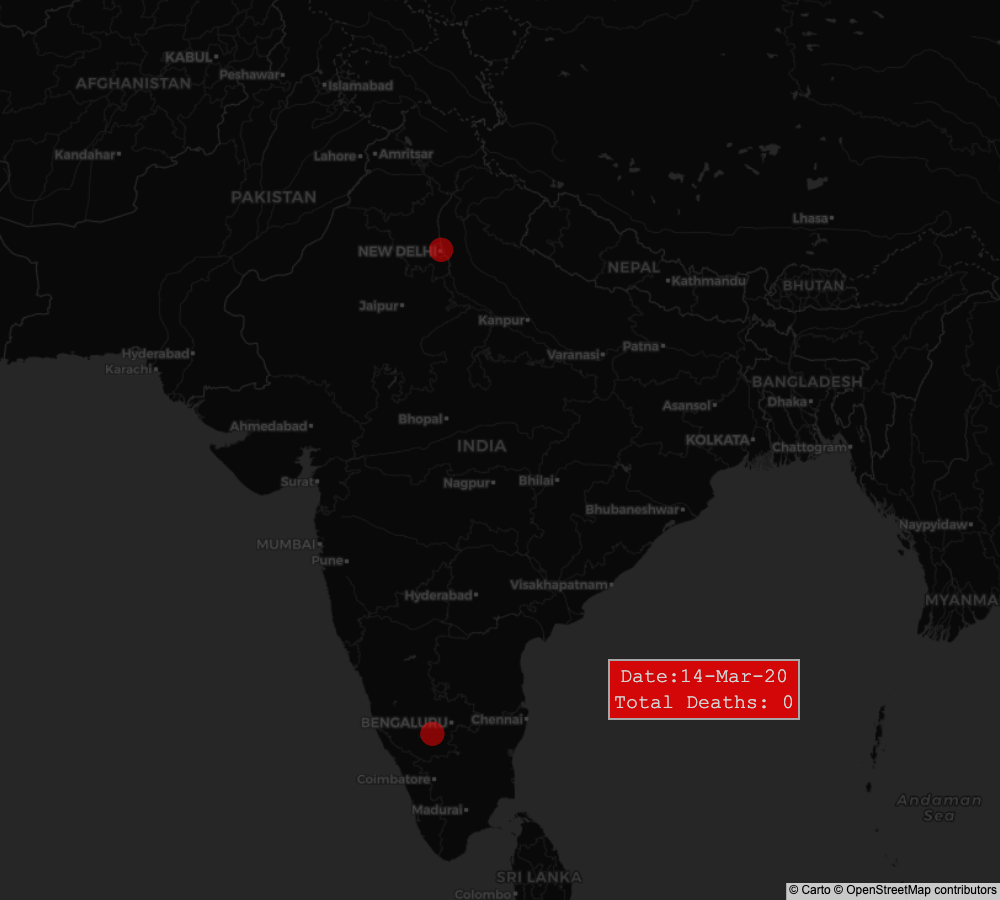 KABUL
Peshawar
Islamabad
AFGHANISTAN
Kandahar
Lahore
Amritsar
PAKISTAN
Lhasa
NEW DELHI
NEPAL
Kathmandu
BHUTAN
Jaipur
Kanpur
Hyderabad
Karachi
Varanasi
Patna
BANGLADESH
Dhaka
Asansol
Ahmedabad
Bhopal
INDIA
KOLKATA
Chattogram
Surat
Nagpur
Bhilai
Bhubaneshwar
Naypyidaw
MUMBAI
Pune
Visakhapatnam
Hyderabad
MYANMA
Date:14-Mar-20
Total Deaths: 0
BENGALURU
Chennai
Coimbatore
Madurai
Andaman
Sea
SRI LANKA
Colombo
© Carto © OpenStreetMap contributors